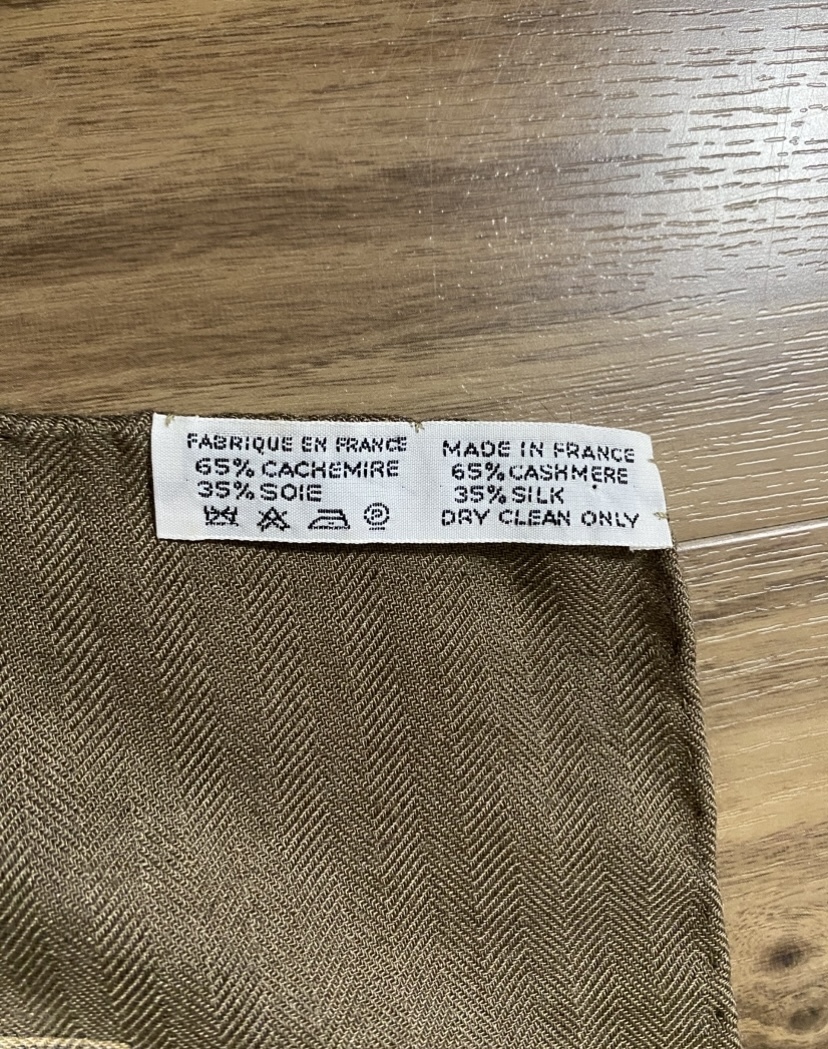 FABRIQUE EN FRANCE
65% CACHEMIRE
35% SOIE
MADE IN FRANCE
65% CASHMERE
35% SILK
DRY CLEAN ONLY